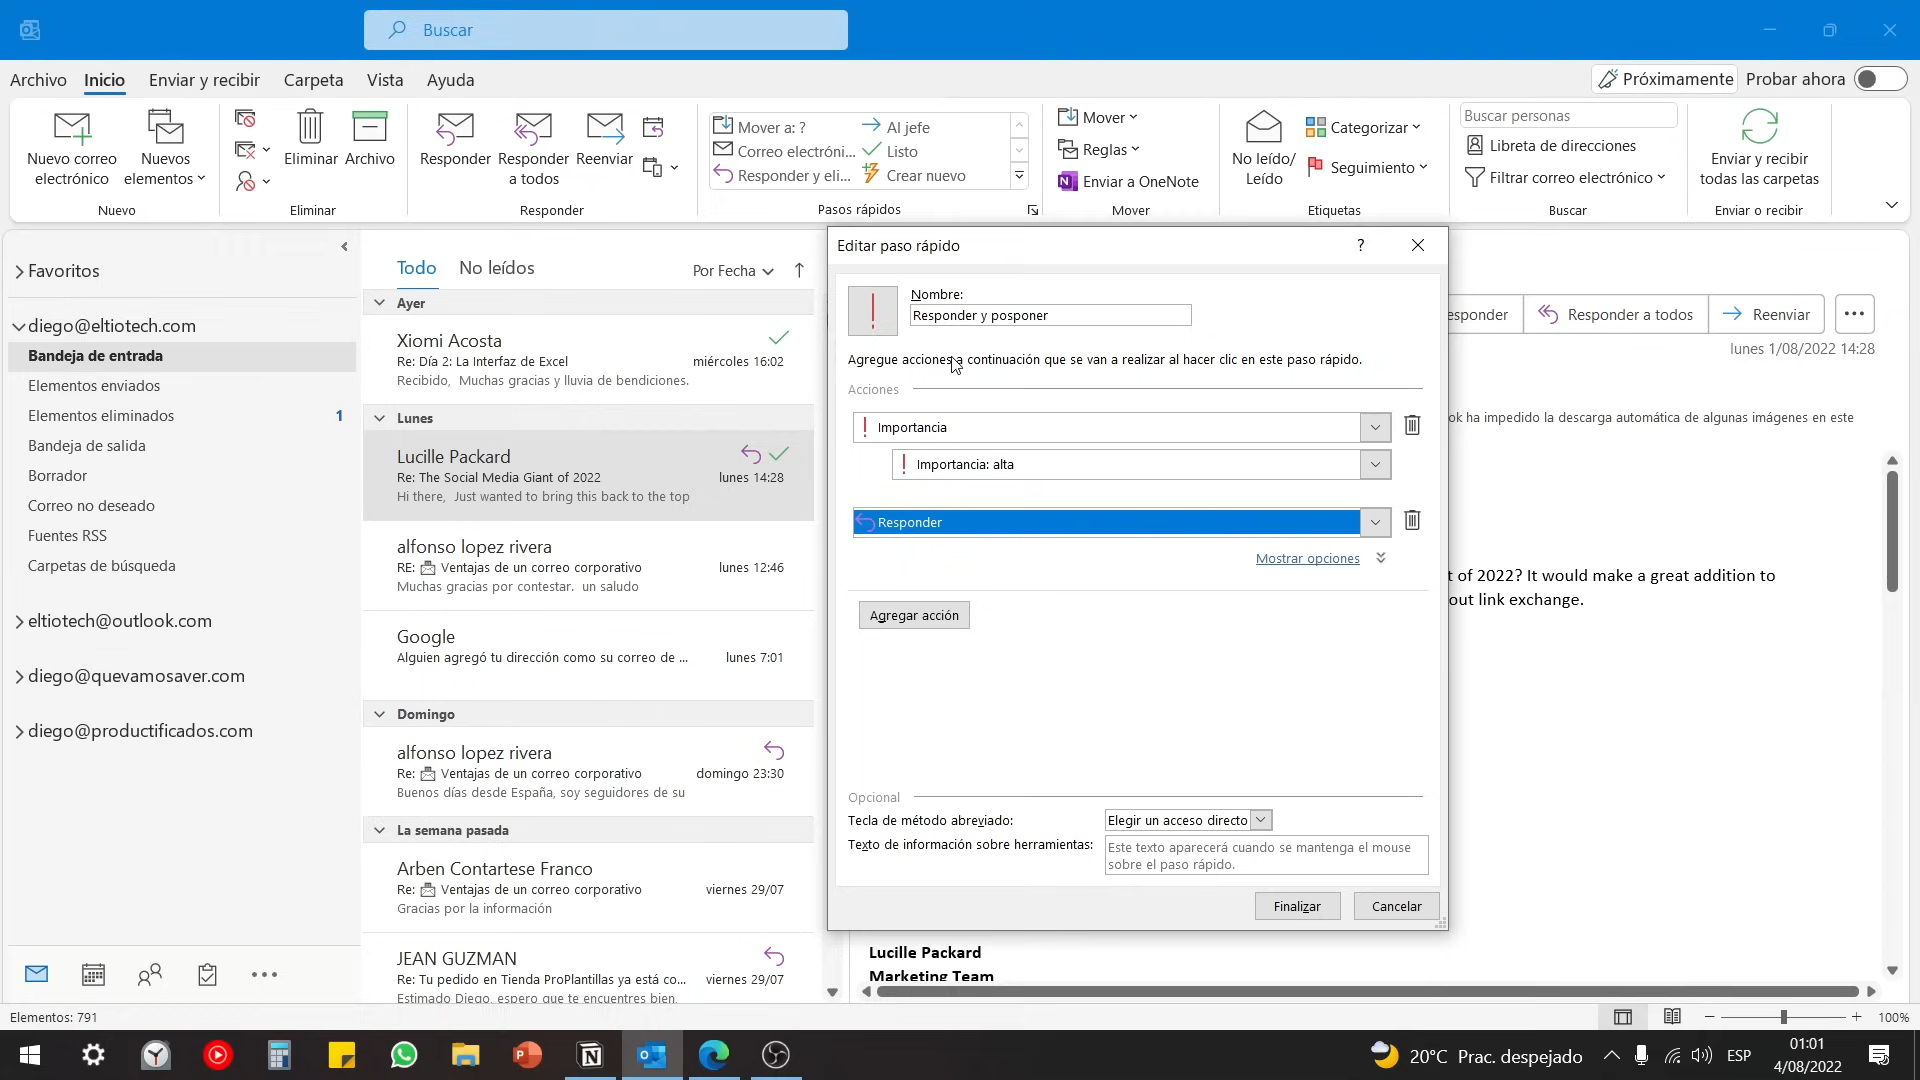 Buscar
Archivo Inicio Enviar y recibir Carpeta Vista Ayuda
Próximamente Probar ahora
Nuevo correo electrónico
Nuevos elementos
Nuevo
Eliminar
Archivo
Eliminar
Responder
Responder a todos
Reenviar
Responder
Mover a: ?
Correo electróni...
Responder y eli...
Al jefe
Listo
Crear nuevo
Pasos rápidos
Mover
Reglas
Enviar a OneNote
Mover
No leído/ Leído
Categorizar
Seguimiento
Etiquetas
Buscar personas
Libreta de direcciones
Filtrar correo electrónico
Buscar
Enviar y recibir todas las carpetas
Enviar o recibir
Favoritos
diego@eltiotech.com
Bandeja de entrada
Elementos enviados
Elementos eliminados 1
Bandeja de salida
Borrador
Correo no deseado
Fuentes RSS
Carpetas de búsqueda
eltiotech@outlook.com
diego@quevamosaver.com
diego@productificados.com
Todo No leídos Por Fecha
Ayer
Xiomi Acosta
Re: Día 2: La Interfaz de Excel miércoles 16:02
Recibido, Muchas gracias y lluvia de bendiciones.
Lunes
Lucille Packard
Re: The Social Media Giant of 2022 lunes 14:28
Hi there, Just wanted to bring this back to the top
alfonso lopez rivera
RE: Ventajas de un correo corporativo lunes 12:46
Muchas gracias por contestar. un saludo
Google
Alguien agregó tu dirección como su correo de ... lunes 7:01
Domingo
alfonso lopez rivera
Re: Ventajas de un correo corporativo domingo 23:30
Buenos días desde España, soy seguidores de su
La semana pasada
Arben Contartese Franco
Re: Ventajas de un correo corporativo viernes 29/07
Gracias por la información
JEAN GUZMAN
Re: Tu pedido en Tienda ProPlantillas ya está co... viernes 29/07
Estimado Diego, espero que te encuentres bien.
Editar paso rápido ?
Nombre:
Responder y posponer
Agregue acciones a continuación que se van a realizar al hacer clic en este paso rápido.
Acciones
Importancia
Importancia: alta
Responder
Mostrar opciones
Agregar acción
Opcional
Tecla de método abreviado: Elegir un acceso directo
Texto de información sobre herramientas: Este texto aparecerá cuando se mantenga el mouse
sobre el paso rápido.
Finalizar Cancelar
esponder Responder a todos Reenviar
lunes 1/08/2022 14:28
ok ha impedido la descarga automática de algunas imágenes en este
t of 2022? It would make a great addition to
out link exchange.
Lucille Packard
Marketing Team
Elementos: 791
100%
20°C Prac. despejado
ESP
01:01
4/08/2022